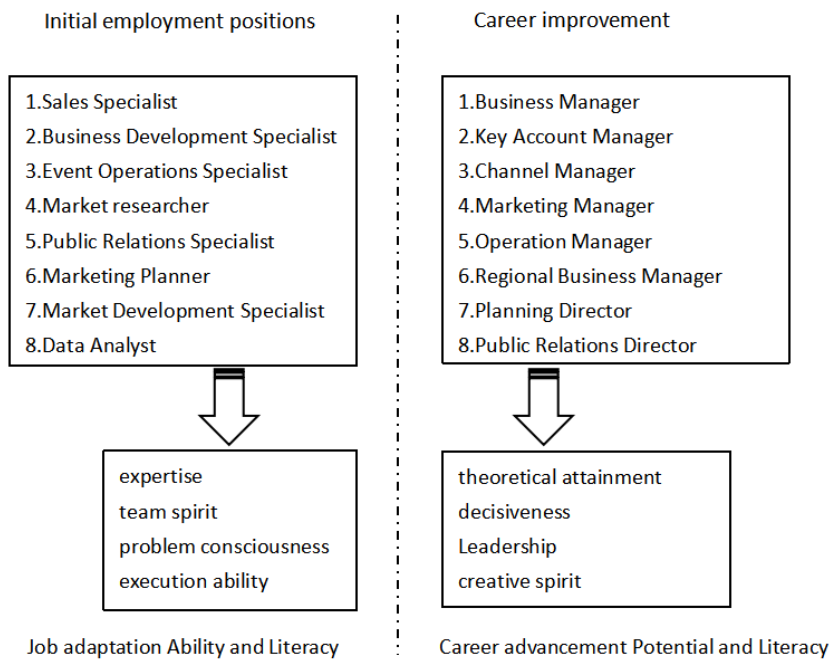 Initial employment positions
1.Sales Specialist
2.Business Development Specialist
3.Event Operations Specialist
4.Market researcher
5.Public Relations Specialist
6.Marketing Planner
7.Market Development Specialist
8.Data Analyst
expertise
team spirit
problem consciousness
execution ability
Job adaptation Ability and Literacy
Career improvement
1.Business Manager
2.Key Account Manager
3.Channel Manager
4.Marketing Manager
5.Operation Manager
6.Regional Business Manager
7.Planning Director
8.Public Relations Director
theoretical attainment
decisiveness
Leadership
creative spirit
Career advancement Potential and Literacy